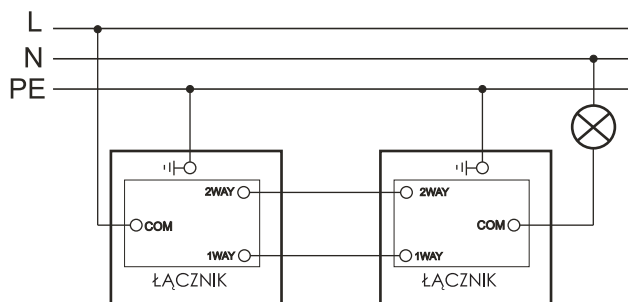 L
N
PE
2WAY 2WAY
COM COM
1WAY 1WAY
ŁĄCZNIK ŁĄCZNIK